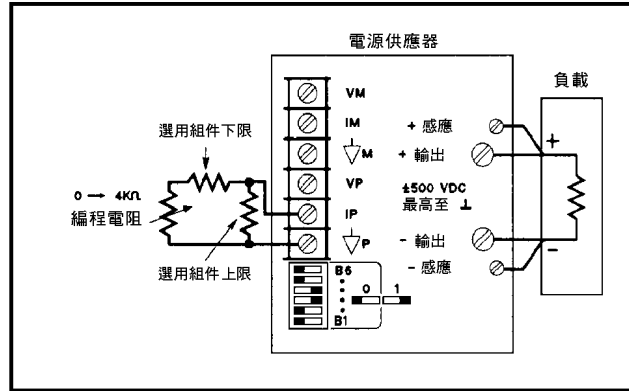 電源供應器
負載
VM
IM
M
VP
IP
P
+ 感應
+ 輸出
±500 VDC
最高至 ⊥
- 輸出
- 感應
選用組件下限
0 → 4KΩ
編程電阻
選用組件上限
B6
0 1
B1
+
-